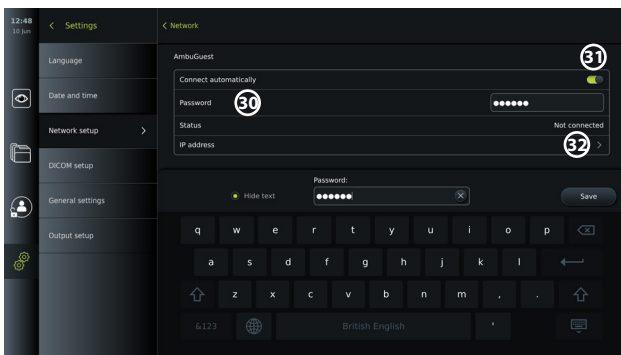 12:48
10 Jun
Settings
Language
Date and time
Network setup
DICOM setup
General settings
Output setup
Network
AmbuGuest
31
Connect automatically
Password
30
Status
Not connected
IP address
32
Password:
Hide text
Save
q w e r t y u i o p
a s d f g h j k l
z x c v b n m , .
&123
British English
'